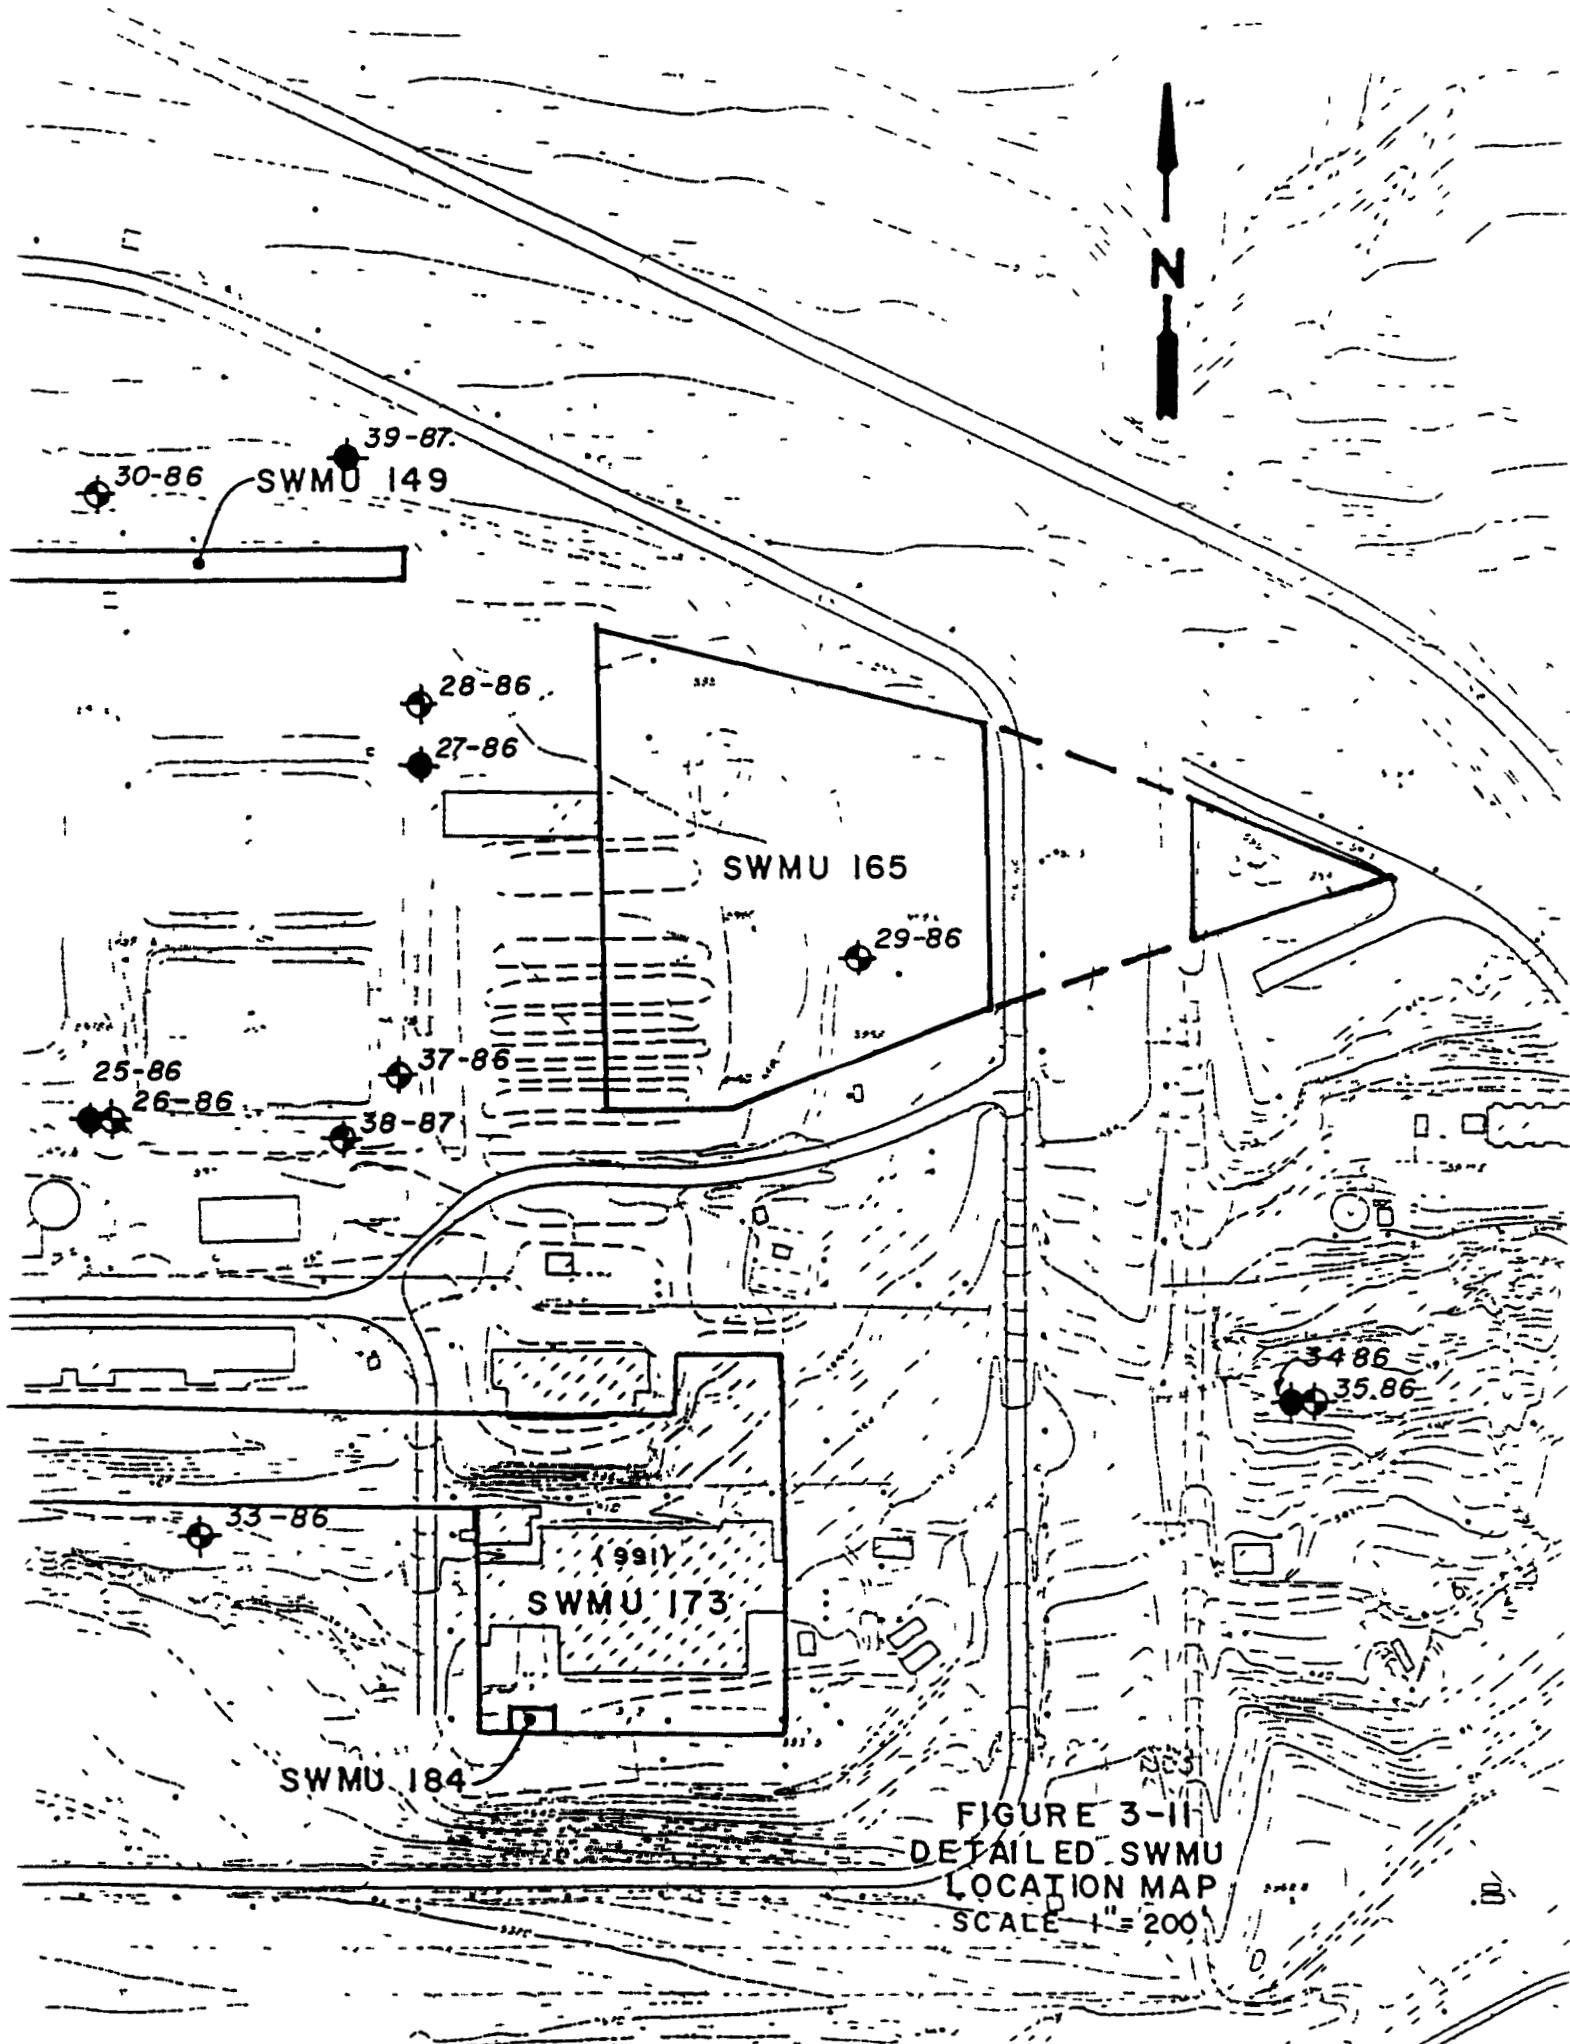 N
39-87
30-86
SWMU 149
28-86
27-86
SWMU 165
29-86
37-86
25-86
26-86
38-87
34 86
35.86
33-86
(991)
SWMU 173
SWMU 184
FIGURE 3-11
DETAILED SWMU
LOCATION MAP
SCALE 1"=200'